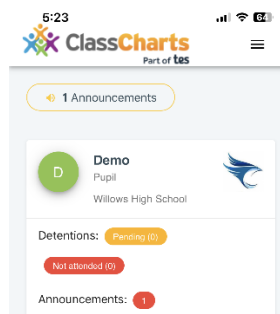 5:23
64
ClassCharts
Part of tes
1 Announcements
D
Demo
Pupil
Willows High School
Detentions: Pending (0)
Not attended (0)
Announcements: 1